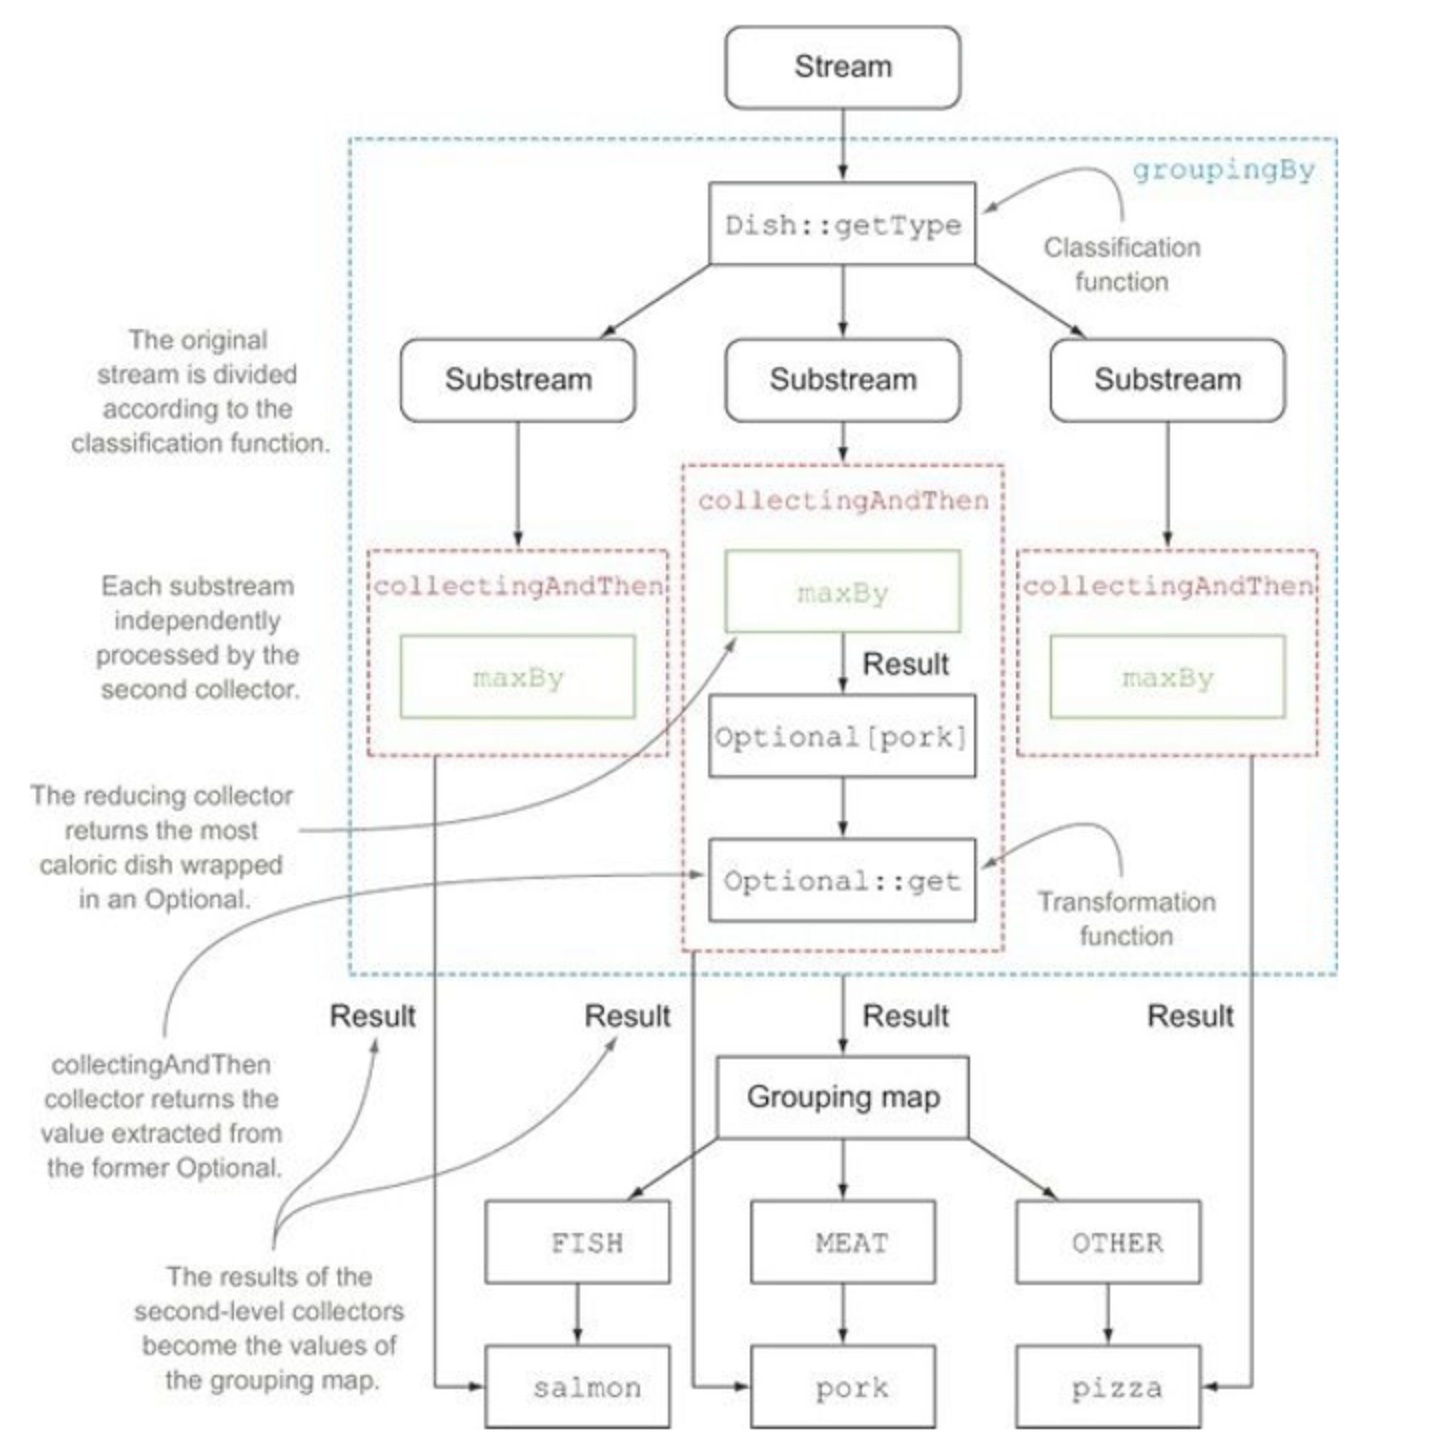 Stream
groupingBy
Dish::getType
Classification
function
The original
stream is divided
according to the
classification function.
Substream
Substream
Substream
collectingAndThen
maxBy
Result
Optional[pork]
Optional::get
collectingAndThen
maxBy
collectingAndThen
maxBy
Each substream
independently
processed by the
second collector.
The reducing collector
returns the most
caloric dish wrapped
in an Optional.
Transformation
function
Result
Result
Result
Result
collectingAndThen
collector returns the
value extracted from
the former Optional.
Grouping map
FISH
MEAT
OTHER
The results of the
second-level collectors
become the values of
the grouping map.
salmon
pork
pizza